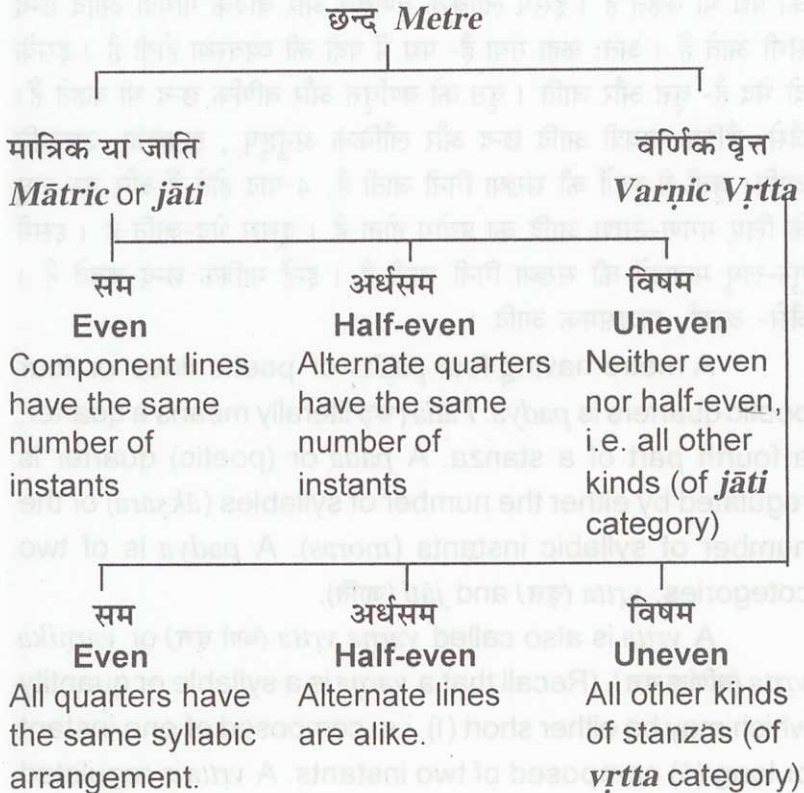 छन्द Metre
मात्रिक या जाति वर्णिक वृत्त
Mātric or jāti Varṇic Vṛtta
सम अर्धसम विषम
Even Half-even Uneven
Component lines Alternate quarters Neither even
have the same have the same nor half-even,
number of number of i.e. all other
instants instants kinds (of jāti
category)
सम अर्धसम विषम
Even Half-even Uneven
All quarters have Alternate lines All other kinds
the same syllabic are alike. of stanzas (of
arrangement. vṛtta category)